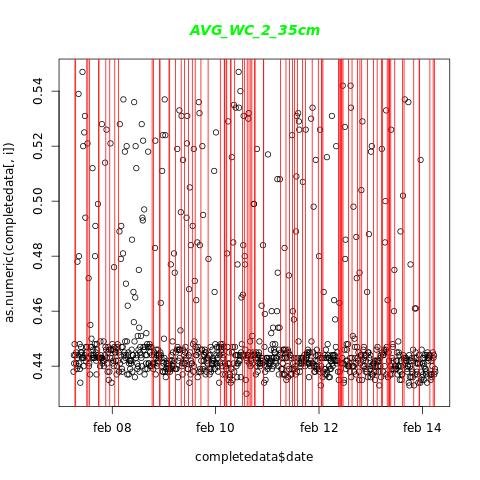 AVG_WC_2_35cm
as.numeric(completedata[, i])
0.54
0.52
0.50
0.48
0.46
0.44
feb 08
feb 10
feb 12
feb 14
completedata$date